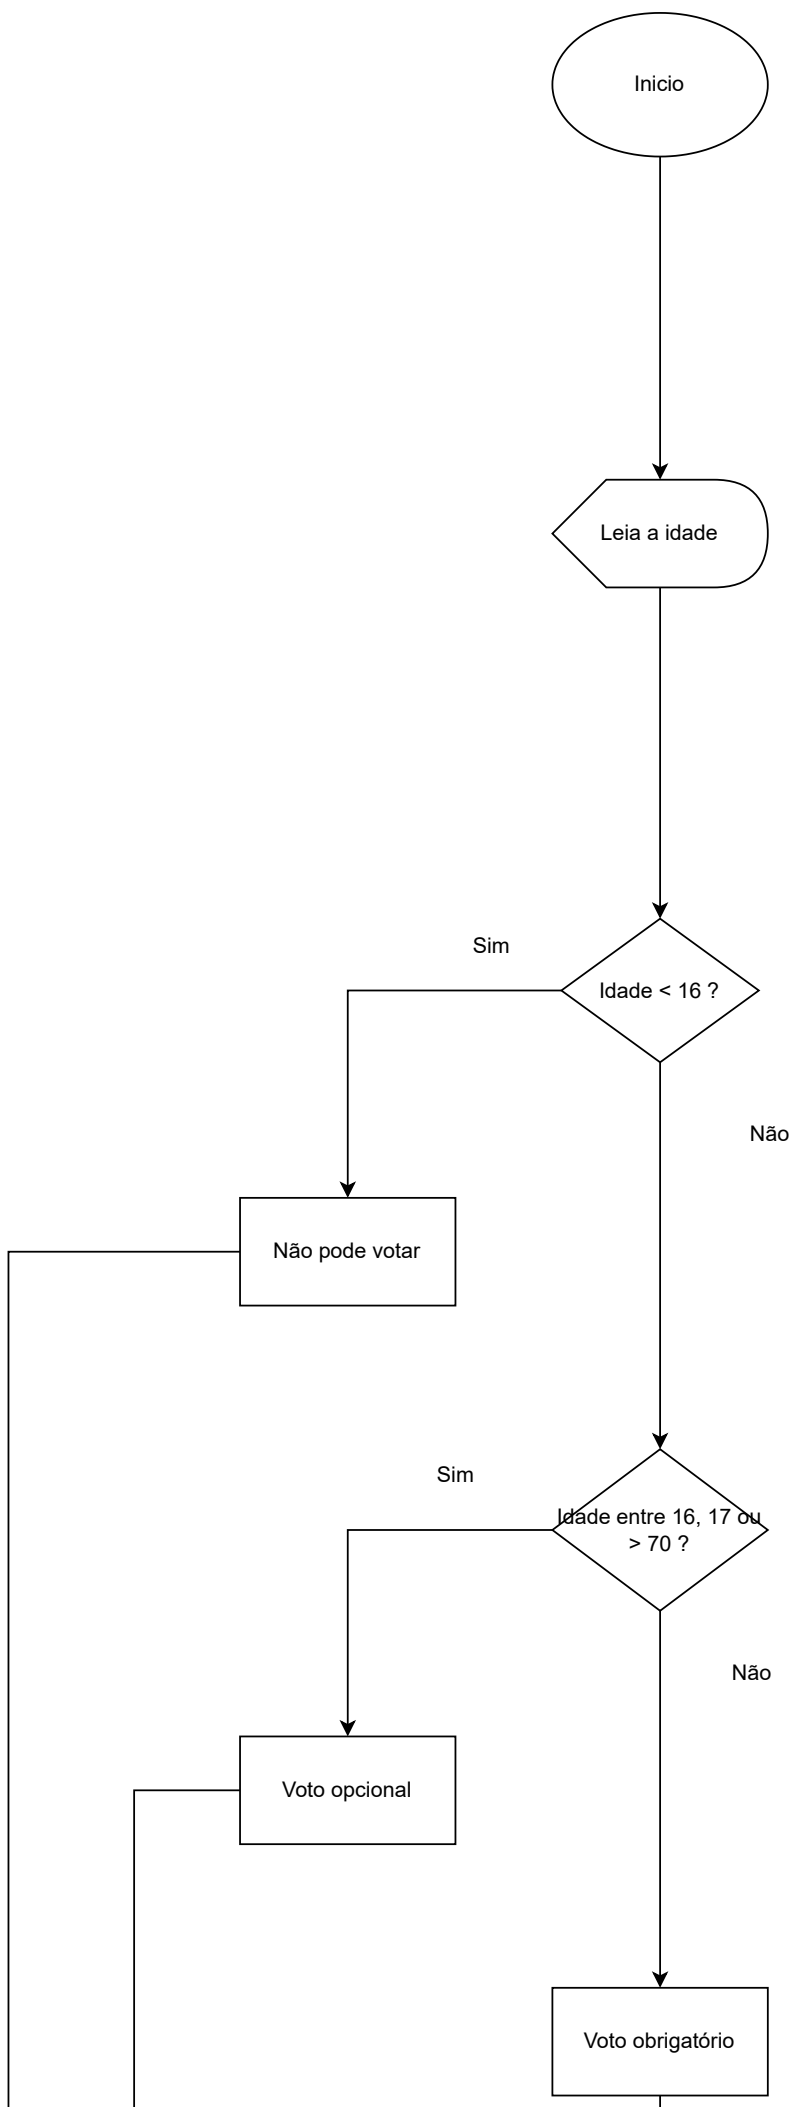 Inicio
Leia a idade
Sim
Idade < 16 ?
Não
Não pode votar
Sim
Idade entre 16, 17 ou
> 70 ?
Não
Voto opcional
Voto obrigatório